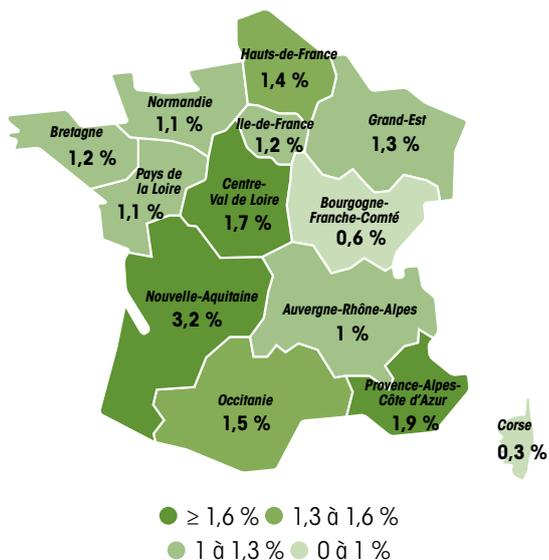 Hauts-de-France
1,4 %
Normandie
1,1 %
Ile-de-France
1,2 %
Grand-Est
1,3 %
Bretagne
1,2 %
Pays de
la Loire
1,1 %
Centre-
Val de Loire
1,7 %
Bourgogne-
Franche-Comté
0,6 %
Nouvelle-Aquitaine
3,2 %
Auvergne-Rhône-Alpes
1 %
Occitanie
1,5 %
Provence-Alpes-
Côte d'Azur
1,9 %
Corse
0,3 %
≥ 1,6 % 1,3 à 1,6 %
1 à 1,3 % 0 à 1 %